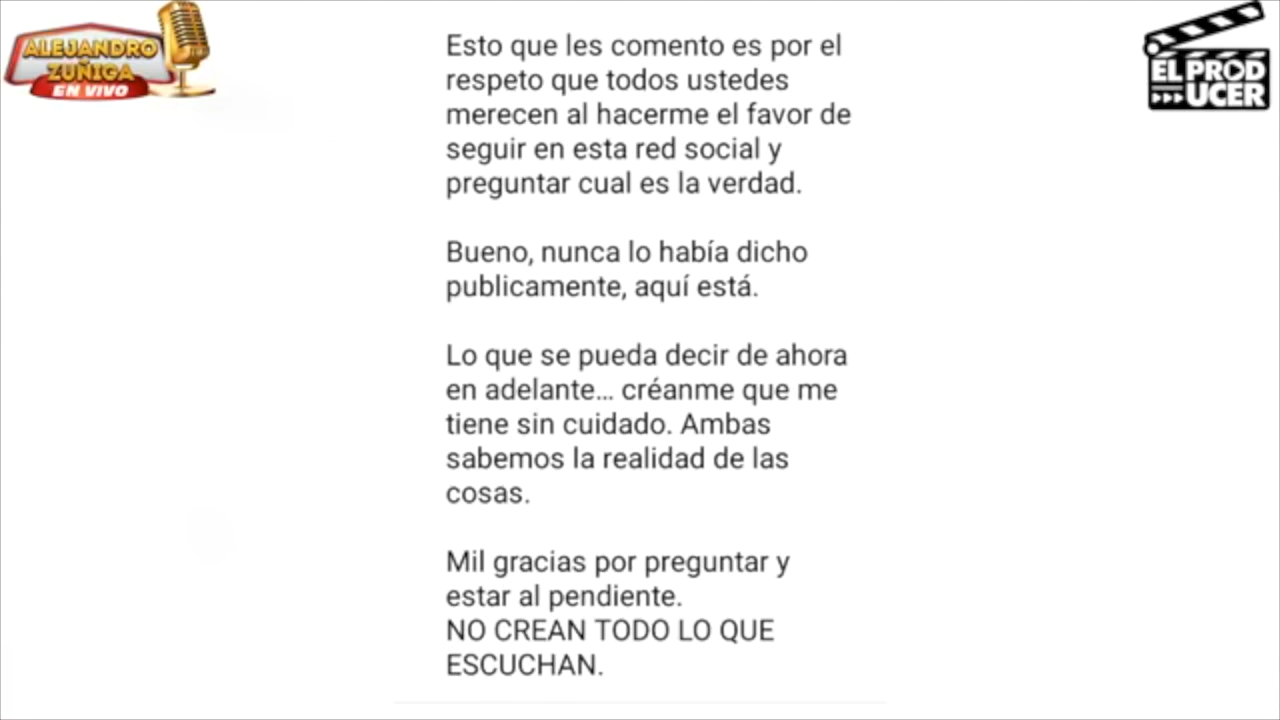 ALEJANDRO
ZUÑIGA
EN VIVO
EL PROD
UCER
Esto que les comento es por el
respeto que todos ustedes
merecen al hacerme el favor de
seguir en esta red social y
preguntar cual es la verdad.
Bueno, nunca lo había dicho
publicamente, aquí está.
Lo que se pueda decir de ahora
en adelante... créanme que me
tiene sin cuidado. Ambas
sabemos la realidad de las
cosas.
Mil gracias por preguntar y
estar al pendiente.
NO CREAN TODO LO QUE
ESCUCHAN.